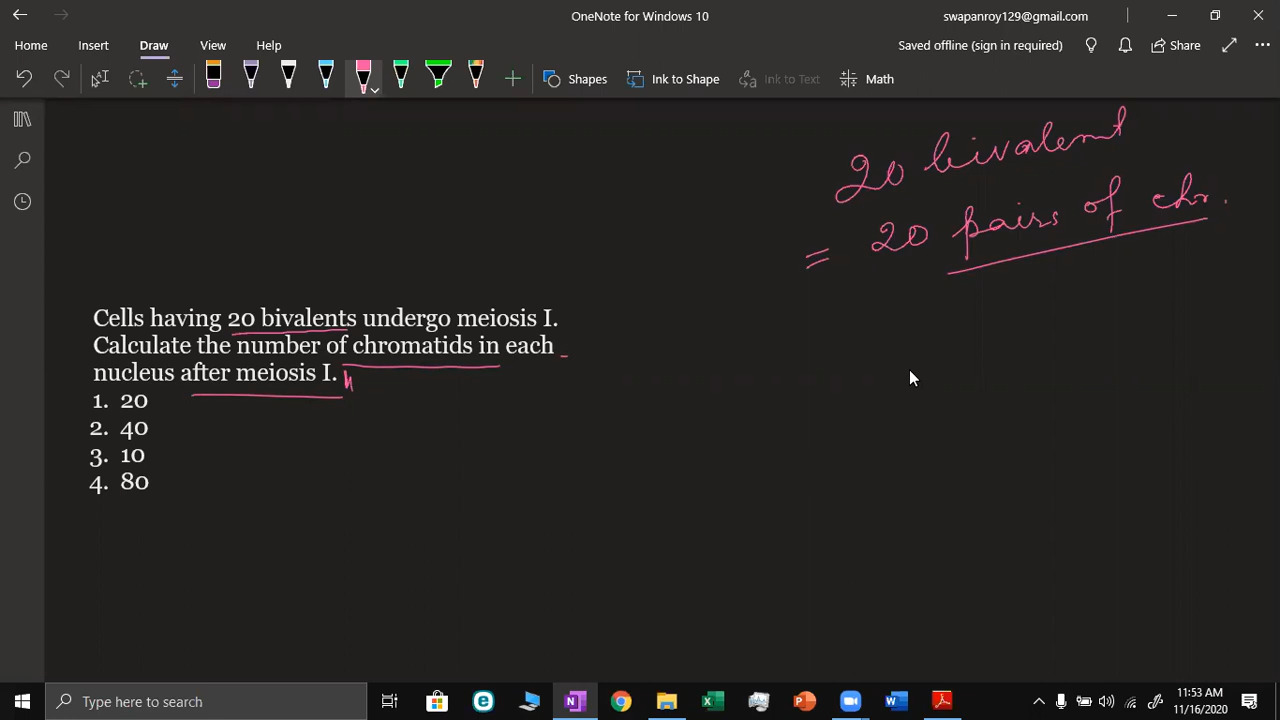 OneNote for Windows 10
swapanroy129@gmail.com
Home Insert Draw View Help
Saved offline (sign in required)
Share
Shapes
Ink to Shape
Ink to Text
Math
20 bivalent
= 20 pairs of chr.
Cells having 20 bivalents undergo meiosis I.
Calculate the number of chromatids in each
nucleus after meiosis I.
1. 20
2. 40
3. 10
4. 80
Type here to search
11:53 AM
11/16/2020